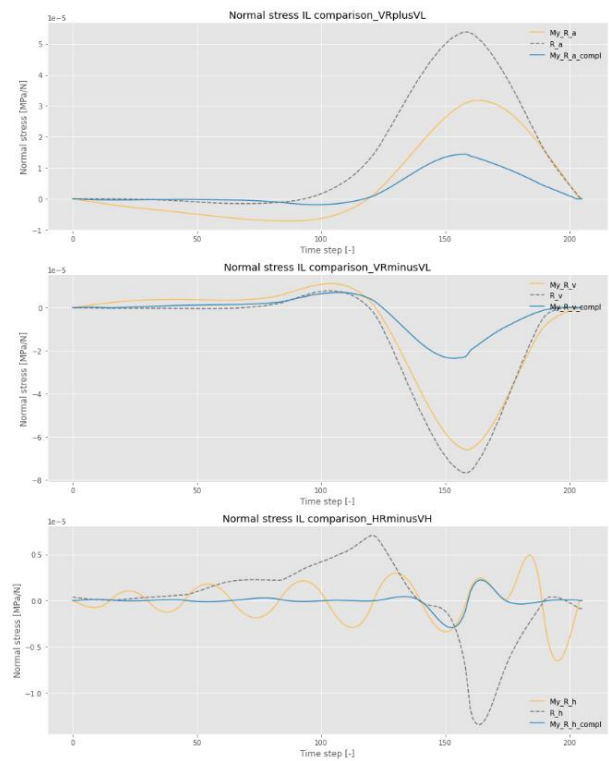 Normal stress IL comparison_VRplusVL
1e-5
My_R_a
R_a
My_R_a_compl
5
4
3
2
1
0
−1
Normal stress [MPa/N]
0
50
100
150
200
Time step [-]
Normal stress IL comparison_VRminusVL
1e-5
My_R_v
R_v
My_R_v_compl
0
−2
−4
−6
−8
Normal stress [MPa/N]
0
50
100
150
200
Time step [-]
Normal stress IL comparison_HRminusVH
1e-5
0.5
0.0
−0.5
−1.0
Normal stress [MPa/N]
My_R_h
R_h
My_R_h_compl
0
50
100
150
200
Time step [-]